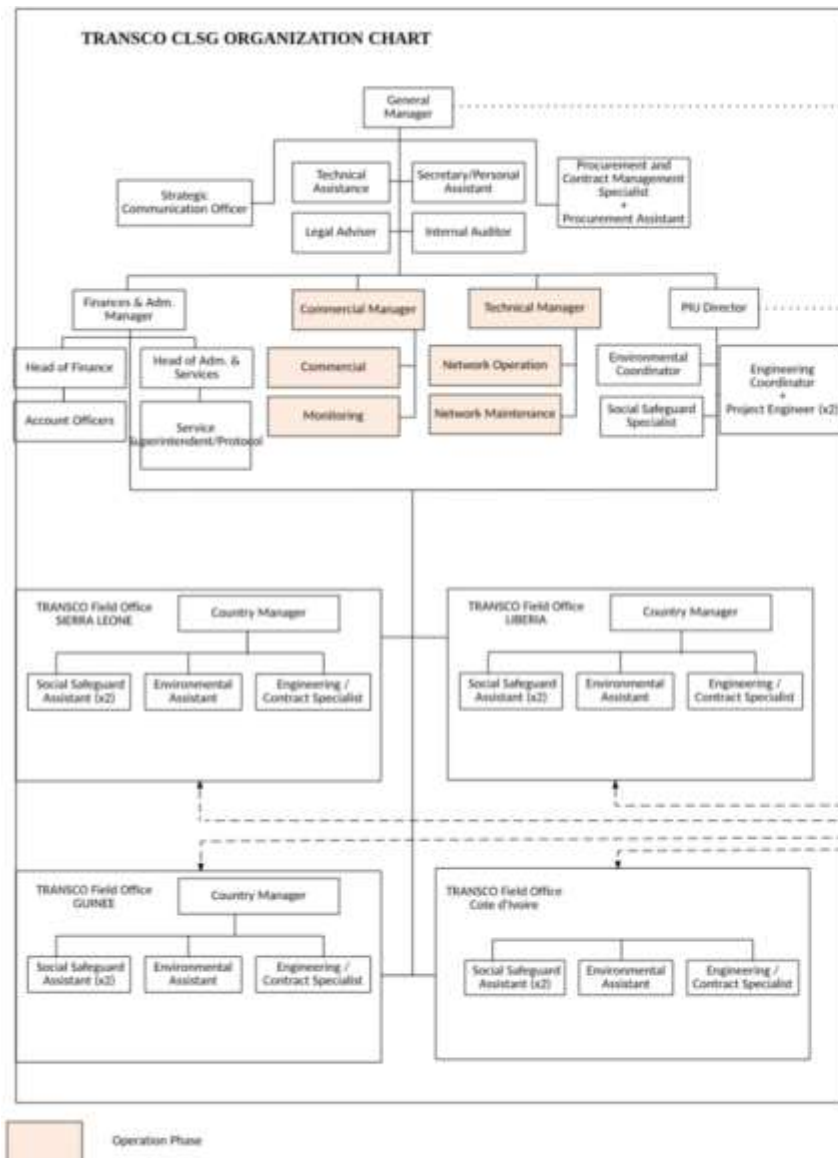 TRANSCO CLSG ORGANIZATION CHART
General
Manager
Technical
Assistance
Secretary/Personal
Assistant
Procurement and
Contract Management
Specialist
+
Procurement Assistant
Strategic
Communication Officer
Legal Adviser
Internal Auditor
Finances & Adm.
Manager
Commercial Manager
Technical Manager
PIU Director
Head of Finance
Head of Adm. &
Services
Commercial
Network Operation
Environmental
Coordinator
Engineering
Coordinator
+
Project Engineer (x2)
Account Officers
Service
Superintendent/Protocol
Monitoring
Network Maintenance
Social Safeguard
Specialist
TRANSCO Field Office
SIERRA LEONE
Country Manager
Social Safeguard
Assistant (x2)
Environmental
Assistant
Engineering /
Contract Specialist
TRANSCO Field Office
LIBERIA
Country Manager
Social Safeguard
Assistant (x2)
Environmental
Assistant
Engineering /
Contract Specialist
TRANSCO Field Office
GUINEE
Country Manager
Social Safeguard
Assistant (x2)
Environmental
Assistant
Engineering /
Contract Specialist
TRANSCO Field Office
Cote d'Ivoire
Social Safeguard
Assistant (x2)
Environmental
Assistant
Engineering /
Contract Specialist
Operation Phase